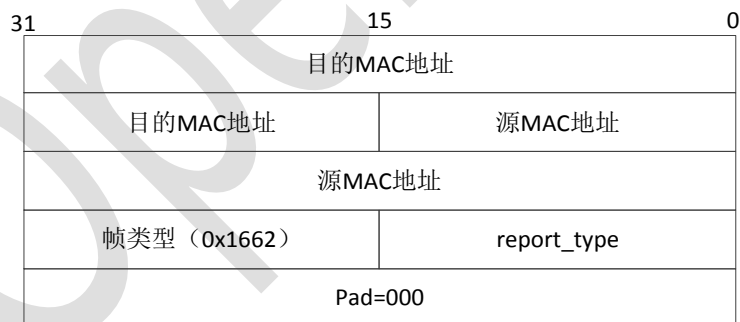 31 15 0
目的MAC地址
目的MAC地址 源MAC地址
源MAC地址
帧类型（0x1662） report_type
Pad=000